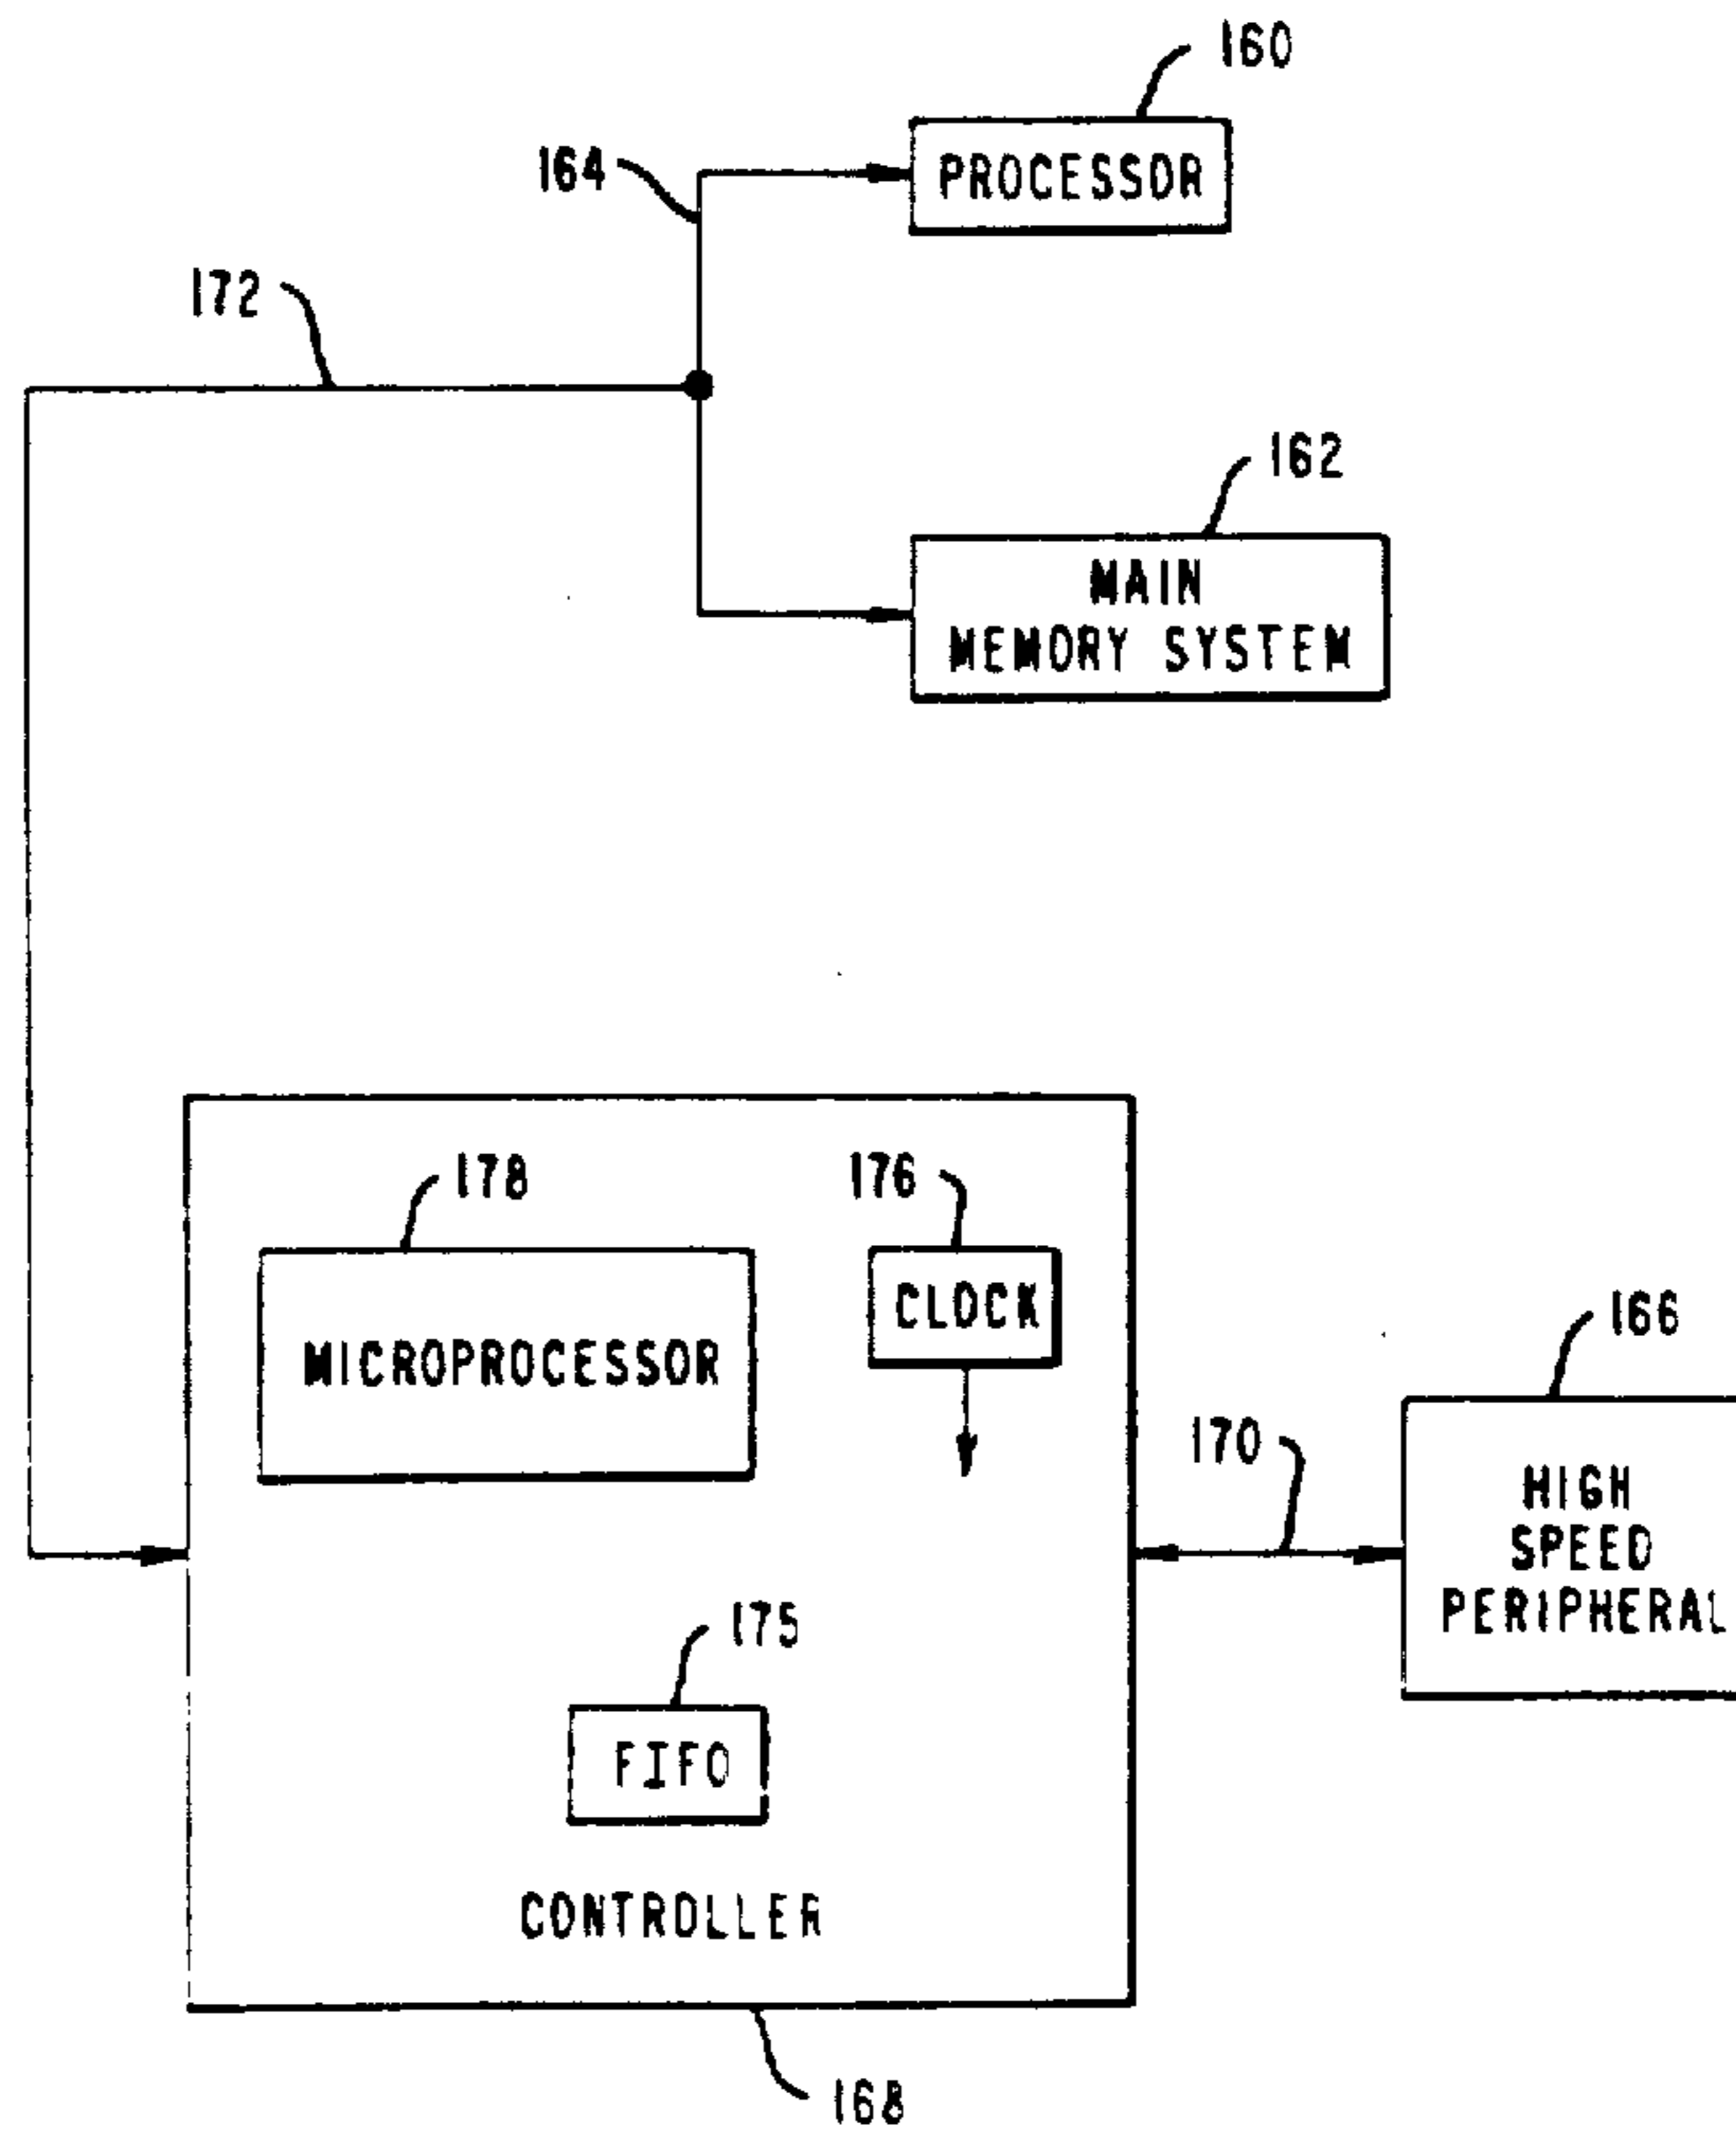 160
164
PROCESSOR
172
162
MAIN
MEMORY SYSTEM
178
176
CLOCK
MICROPROCESSOR
166
170
HIGH
SPEED
PERIPHERAL
175
FIFO
CONTROLLER
168